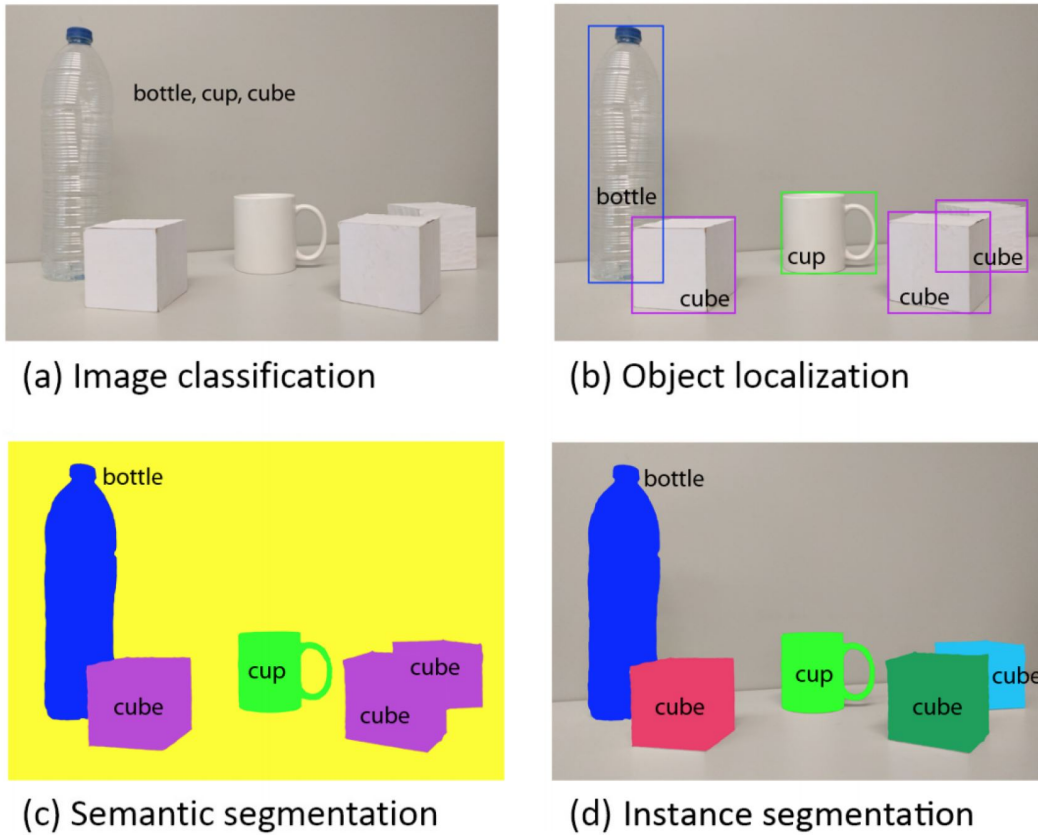 bottle, cup, cube
bottle
cup
cube
cube
cube
(a) Image classification
(b) Object localization
bottle
cup
cube
cube
cube
bottle
cup
cube
cube
cube
(c) Semantic segmentation
(d) Instance segmentation